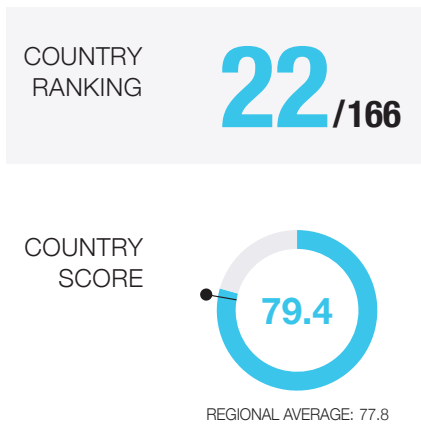 COUNTRY
RANKING
22/166
COUNTRY
SCORE
79.4
REGIONAL AVERAGE: 77.8